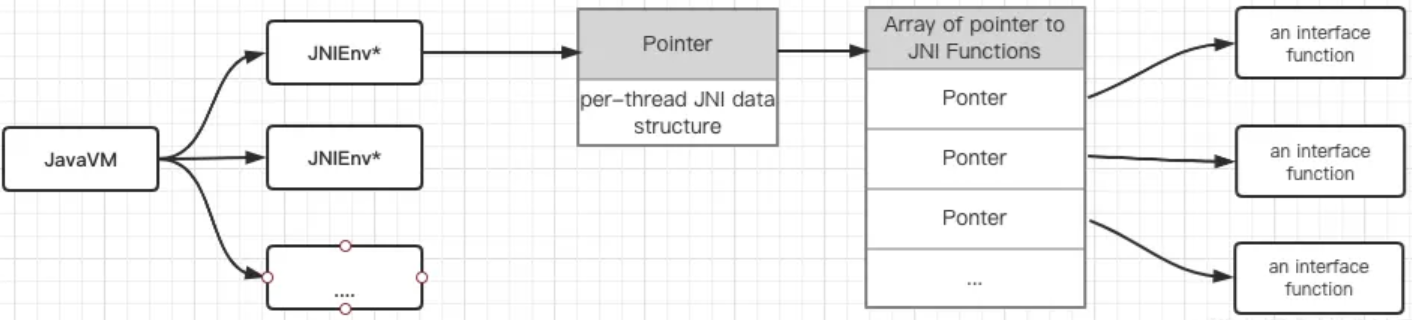 JavaVM
JNIEnv*
JNIEnv*
....
Pointer
per-thread JNI data
structure
Array of pointer to
JNI Functions
Ponter
Ponter
Ponter
...
an interface
function
an interface
function
an interface
function